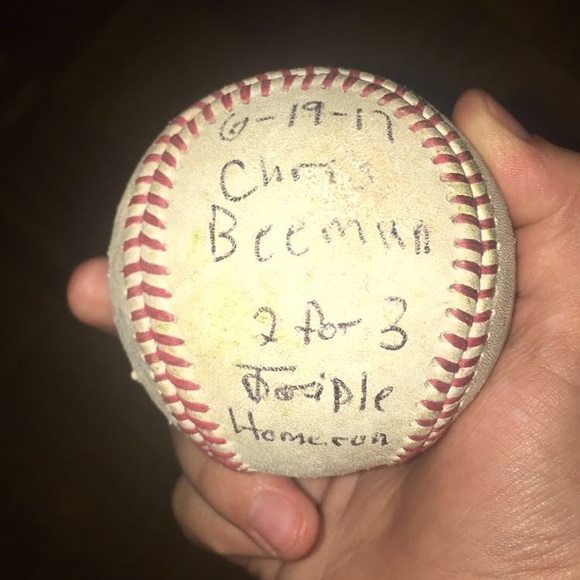 6-19-17
Chris
Beeman
2 for 3
Triple
Homerun